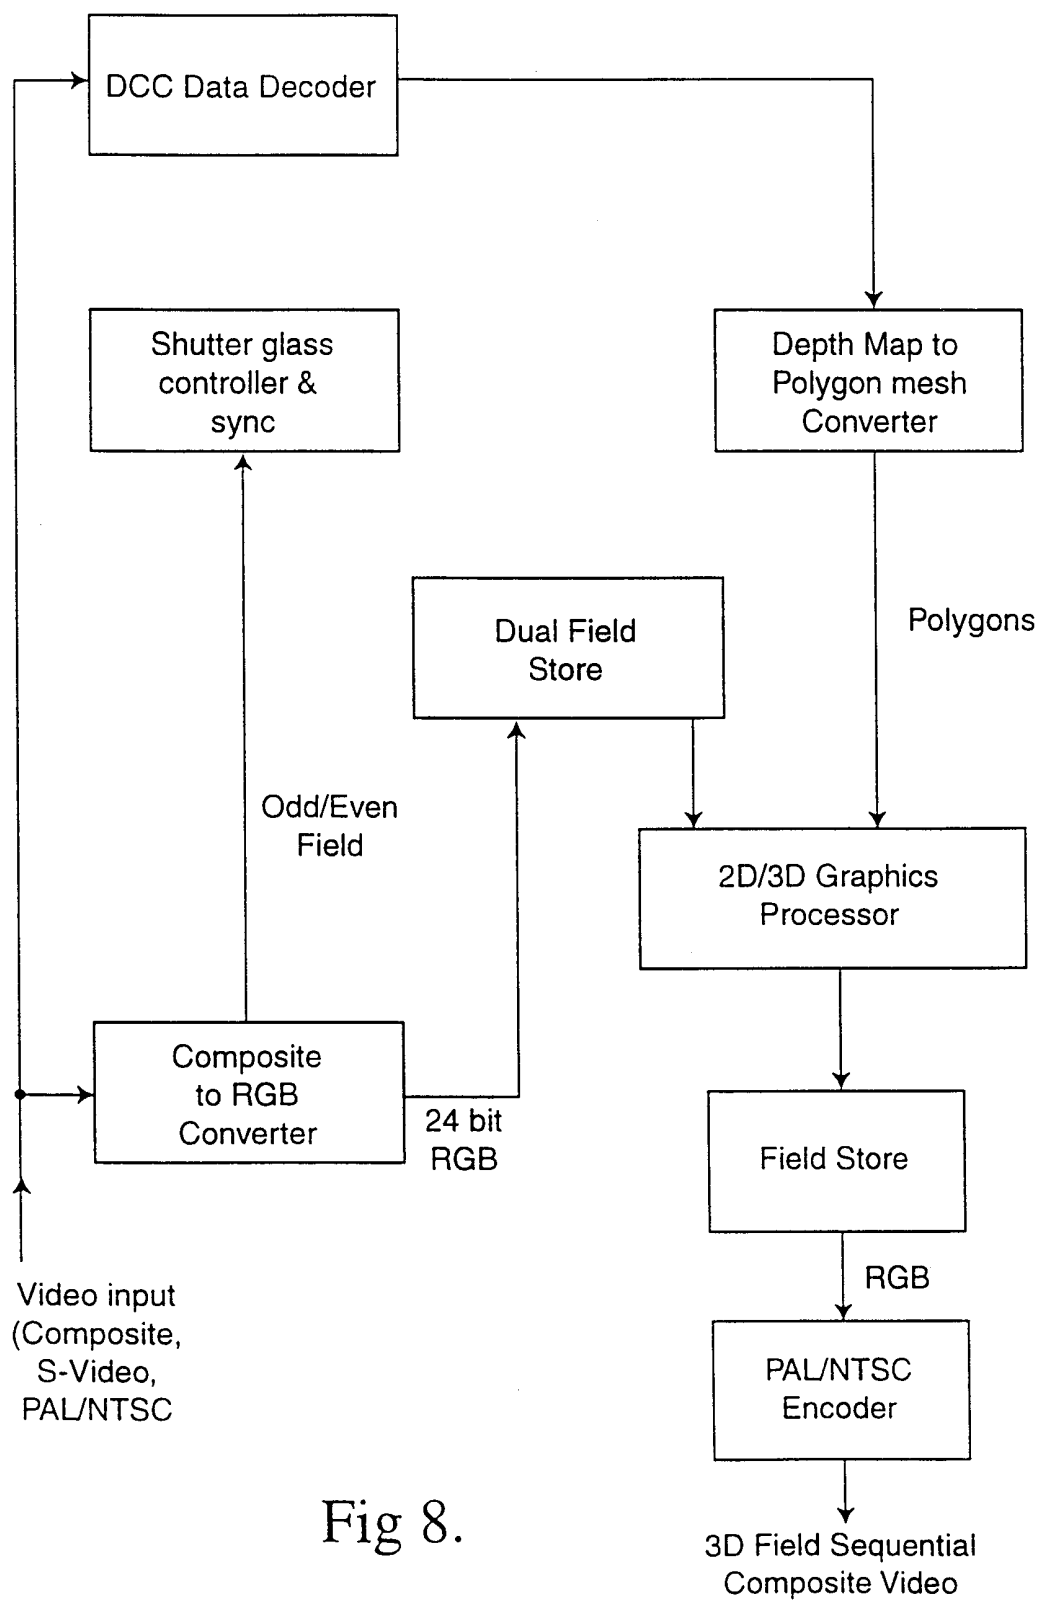 DCC Data Decoder
Shutter glass
controller &
sync
Depth Map to
Polygon mesh
Converter
Dual Field
Store
Polygons
Odd/Even
Field
2D/3D Graphics
Processor
Composite
to RGB
Converter
24 bit
RGB
Field Store
RGB
Video input
(Composite,
S-Video,
PAL/NTSC
PAL/NTSC
Encoder
Fig 8.
3D Field Sequential
Composite Video